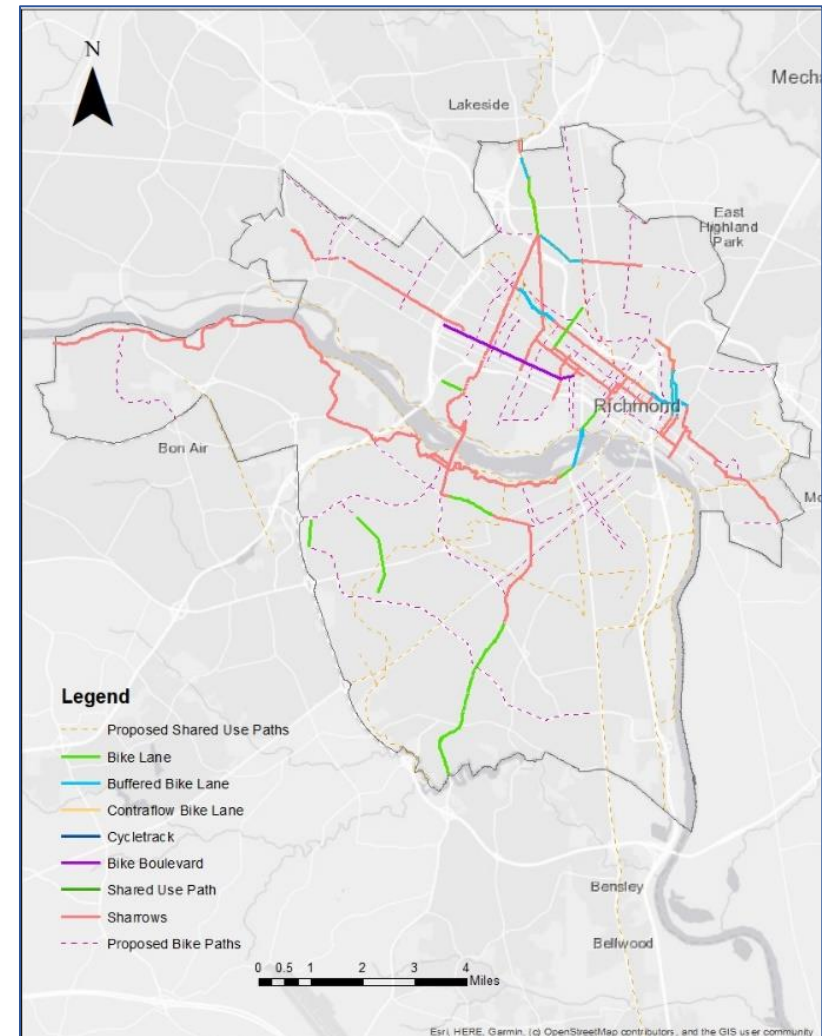 N
Lakeside
East
Highland
Park
Richmond
Bon Air
Legend
Proposed Shared Use Paths
Bike Lane
Buffered Bike Lane
Contraflow Bike Lane
Cycletrack
Bike Boulevard
Shared Use Path
Sharrows
Proposed Bike Paths
Bensley
Bellwood
0 0.5 1 2 3 4
Miles
Esri, HERE, Garmin, (c) OpenStreetMap contributors, and the GIS user community